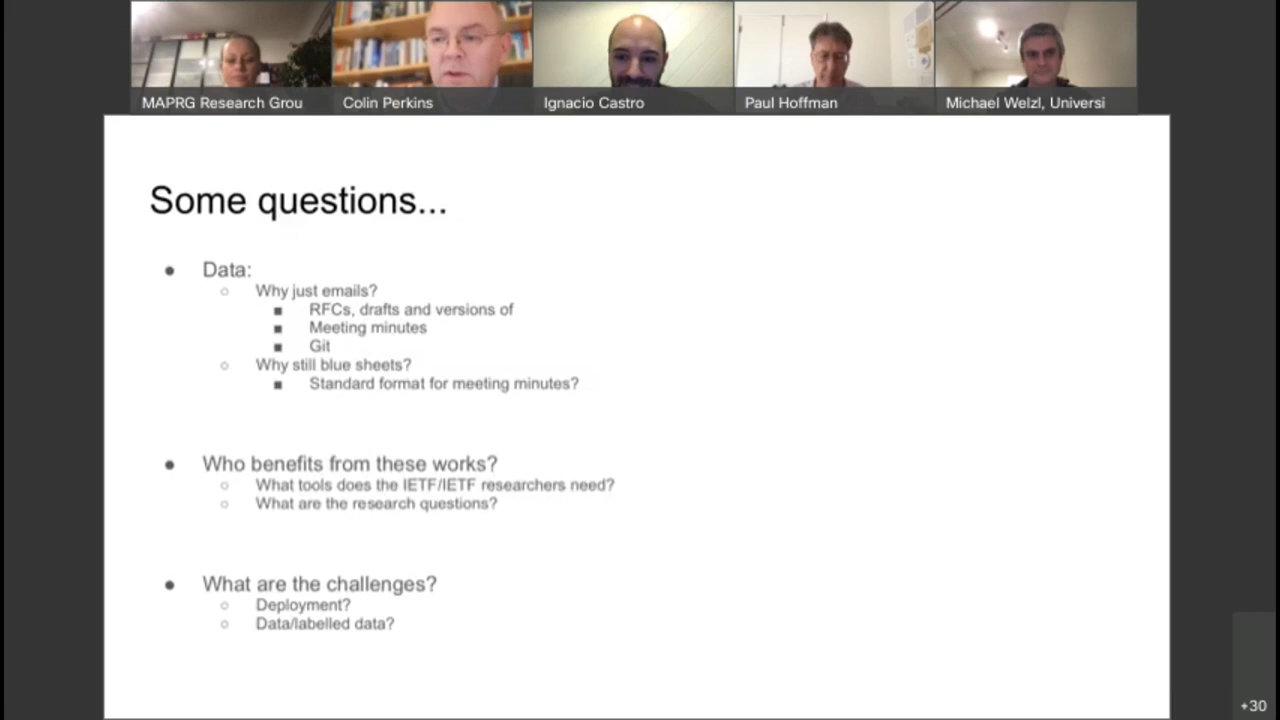 MAPRG Research Grou
Colin Perkins
Ignacio Castro
Paul Hoffman
Michael Welzl, Universi
Some questions...
● Data:
○ Why just emails?
■ RFCs, drafts and versions of
■ Meeting minutes
■ Git
○ Why still blue sheets?
■ Standard format for meeting minutes?
● Who benefits from these works?
○ What tools does the IETF/IETF researchers need?
○ What are the research questions?
● What are the challenges?
○ Deployment?
○ Data/labelled data?
+30